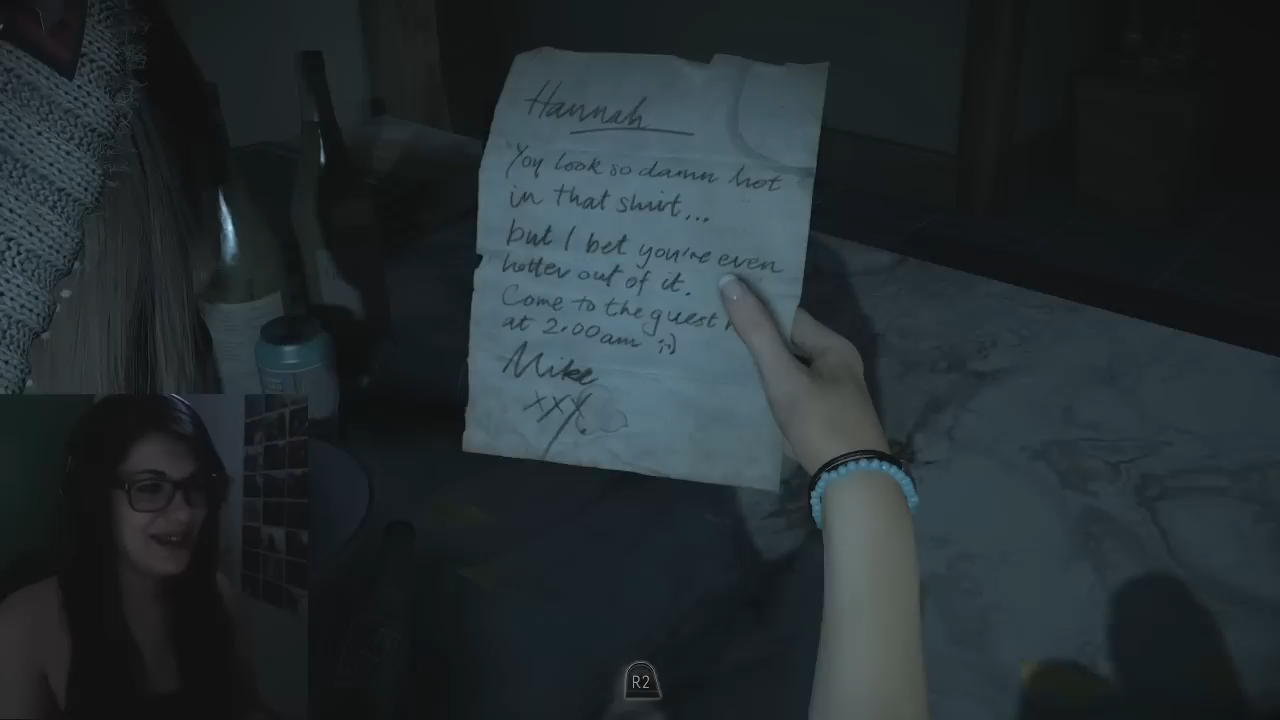 Hannah
You look so damn hot
in that shirt...
but I bet you're even
hotter out of it.
Come to the guest
at 2.00am ;)
Mike
xxx.
R2